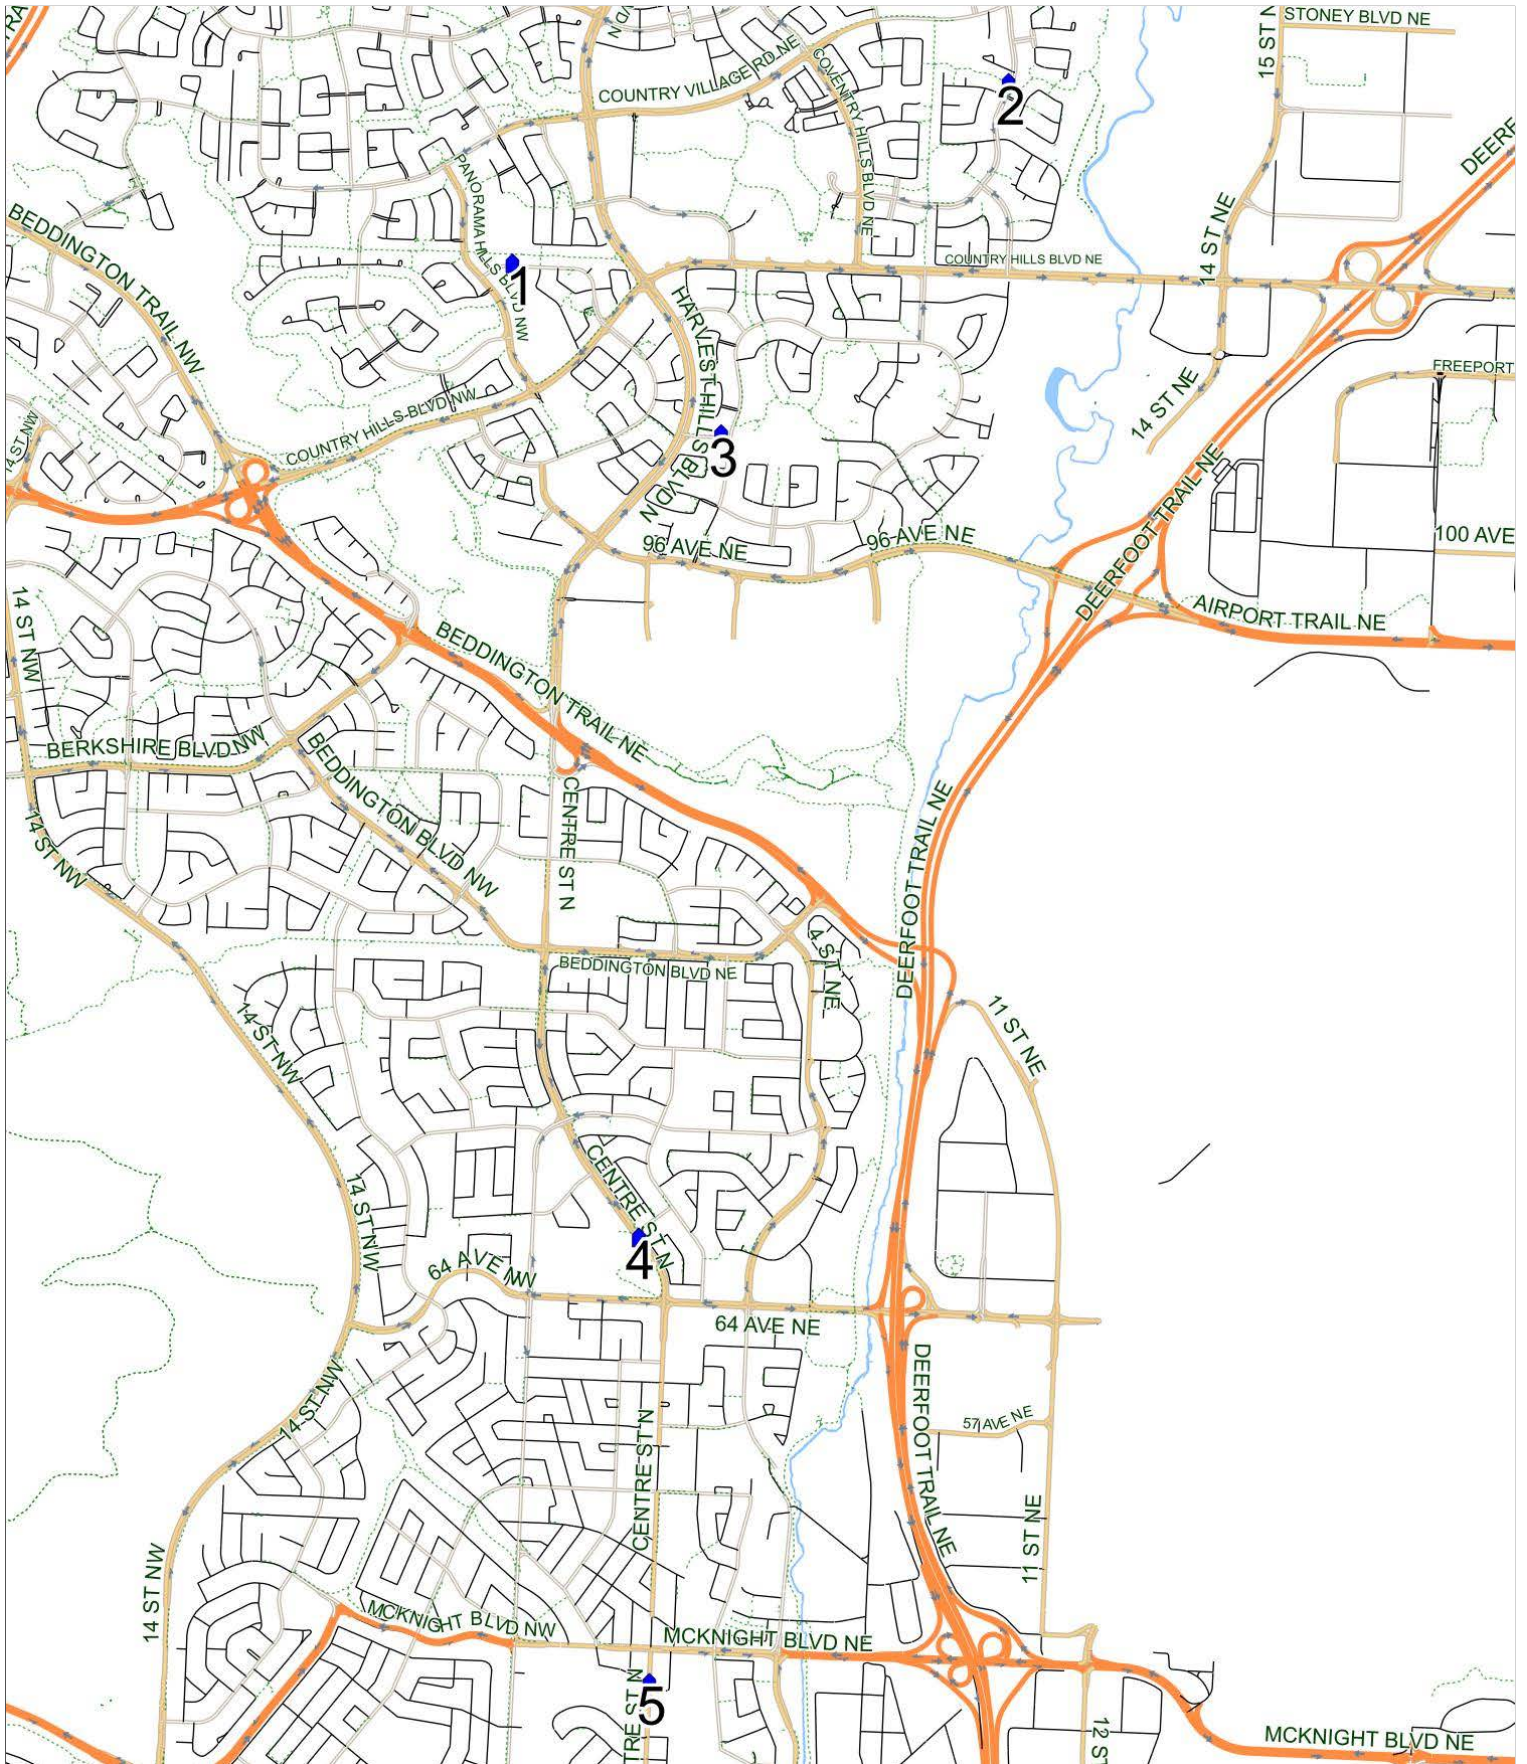 STONEY BLVD NE
15 ST N
COUNTRY VILLAGE RD NE
COVENTRY HILLS BLVD NE
2
PANORAMA HILLS BLVD NW
BEDDINGTON TRAIL NW
14 ST NE
COUNTRY HILLS BLVD NE
1
HARVEST HILLS BLVD N
FREEPORT
14 ST NE
COUNTRY HILLS BLVD NW
14 ST NW
3
DEERFOOT TRAIL NE
96 AVE NE
96 AVE NE
100 AVE
14 ST NW
AIRPORT TRAIL NE
BEDDINGTON TRAIL NE
BERKSHIRE BLVD NW
BEDDINGTON BLVD NW
CENTRE ST N
14 ST NW
DEERFOOT TRAIL NE
4 ST NE
BEDDINGTON BLVD NE
14 ST NW
11 ST NE
14 ST NW
CENTRE ST N
4
64 AVE NW
64 AVE NE
14 ST NW
DEERFOOT TRAIL NE
57 AVE NE
CENTRE ST N
11 ST NE
14 ST NW
MCKNIGHT BLVD NW
MCKNIGHT BLVD NE
5
TRE ST N
12 S
MCKNIGHT BLVD NE